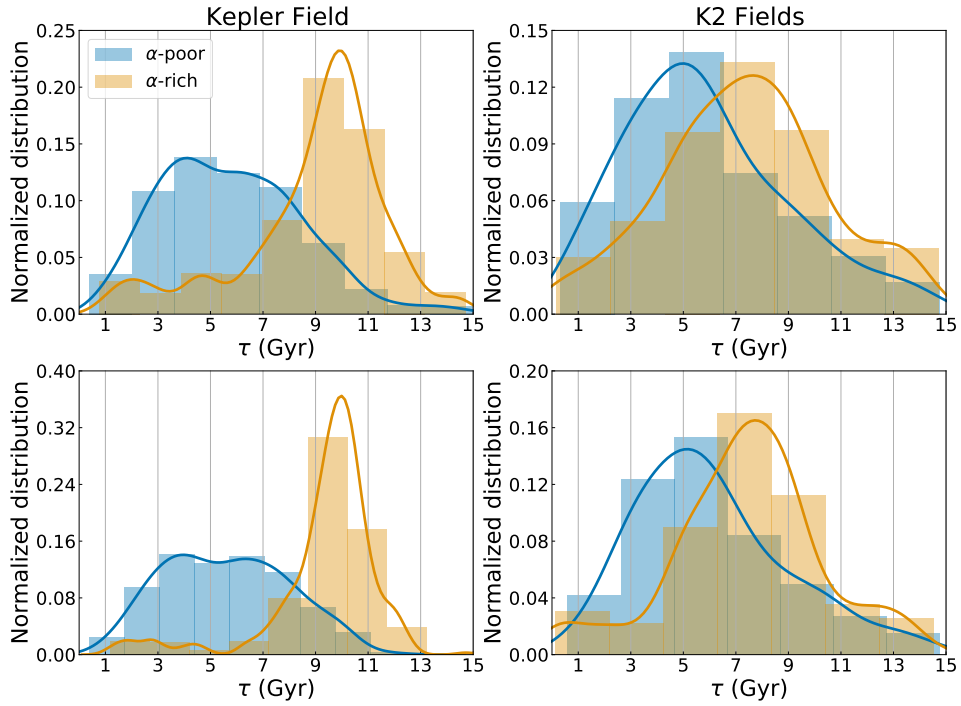 Kepler Field
Normalized distribution
0.25
0.20
0.15
0.10
0.05
0.00
α-poor
α-rich
1 3 5 7 9 11 13 15
τ (Gyr)
K2 Fields
Normalized distribution
0.15
0.12
0.09
0.06
0.03
0.00
1 3 5 7 9 11 13 15
τ (Gyr)
Normalized distribution
0.40
0.32
0.24
0.16
0.08
0.00
1 3 5 7 9 11 13 15
τ (Gyr)
Normalized distribution
0.20
0.16
0.12
0.08
0.04
0.00
1 3 5 7 9 11 13 15
τ (Gyr)